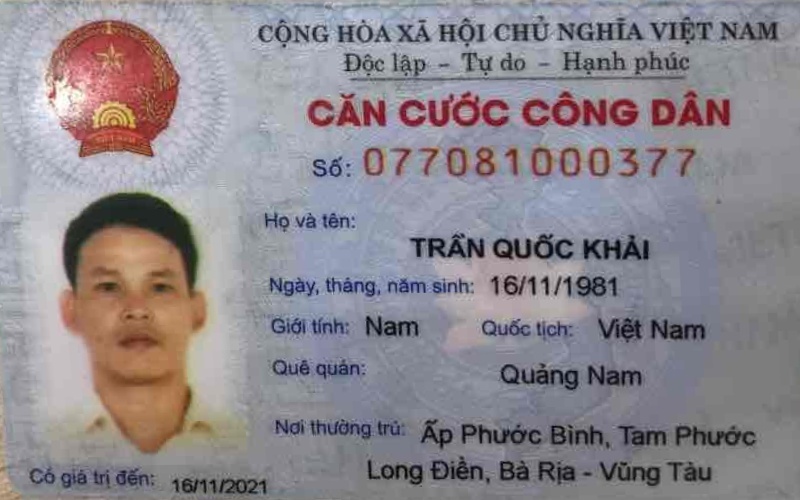 CỘNG HÒA XÃ HỘI CHỦ NGHĨA VIỆT NAM
Độc lập - Tự do - Hạnh phúc
CĂN CƯỚC CÔNG DÂN
Số: 077081000377
Họ và tên:
TRẦN QUỐC KHẢI
Ngày, tháng, năm sinh: 16/11/1981
Giới tính: Nam Quốc tịch: Việt Nam
Quê quán:
Quảng Nam
Nơi thường trú: Ấp Phước Bình, Tam Phước
Long Điền, Bà Rịa - Vũng Tàu
Có giá trị đến: 16/11/2021